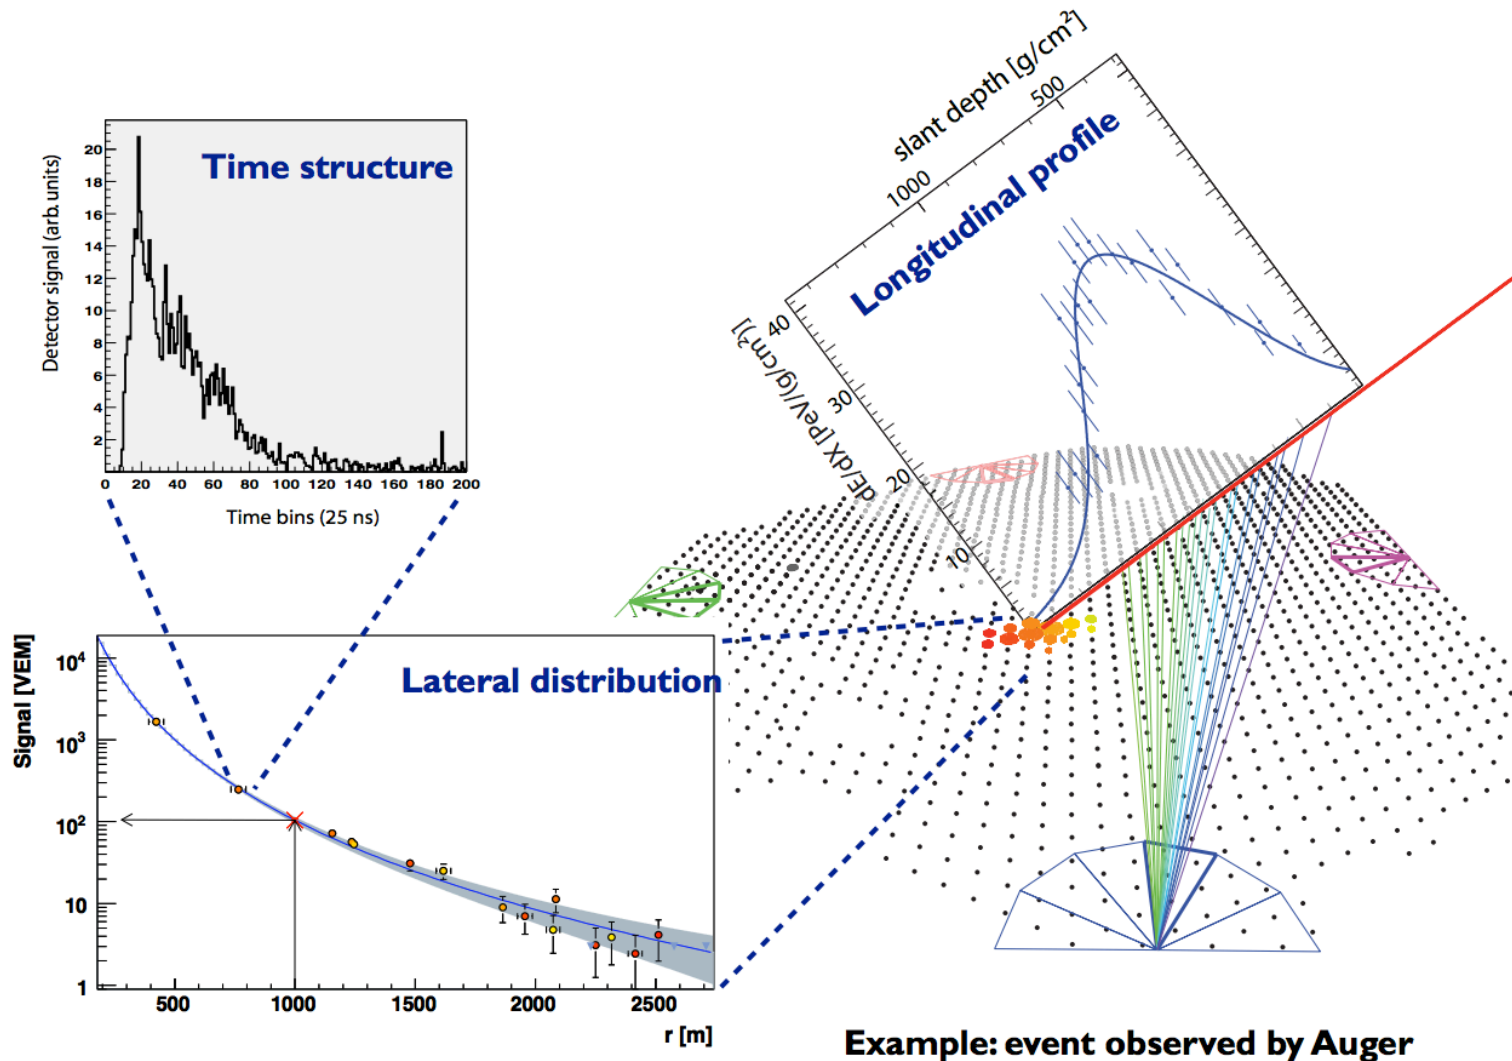 Time structure
Detector signal (arb. units)
20
18
16
14
12
10
8
6
4
2
0 20 40 60 80 100 120 140 160 180 200
Time bins (25 ns)
slant depth [g/cm²]
500
1000
Longitudinal profile
40
30
20
10
dE/dX [PeV/(g/cm²)]
Lateral distribution
Signal [VEM]
10⁴
10³
10²
10
1
500 1000 1500 2000 2500
r [m]
Example: event observed by Auger